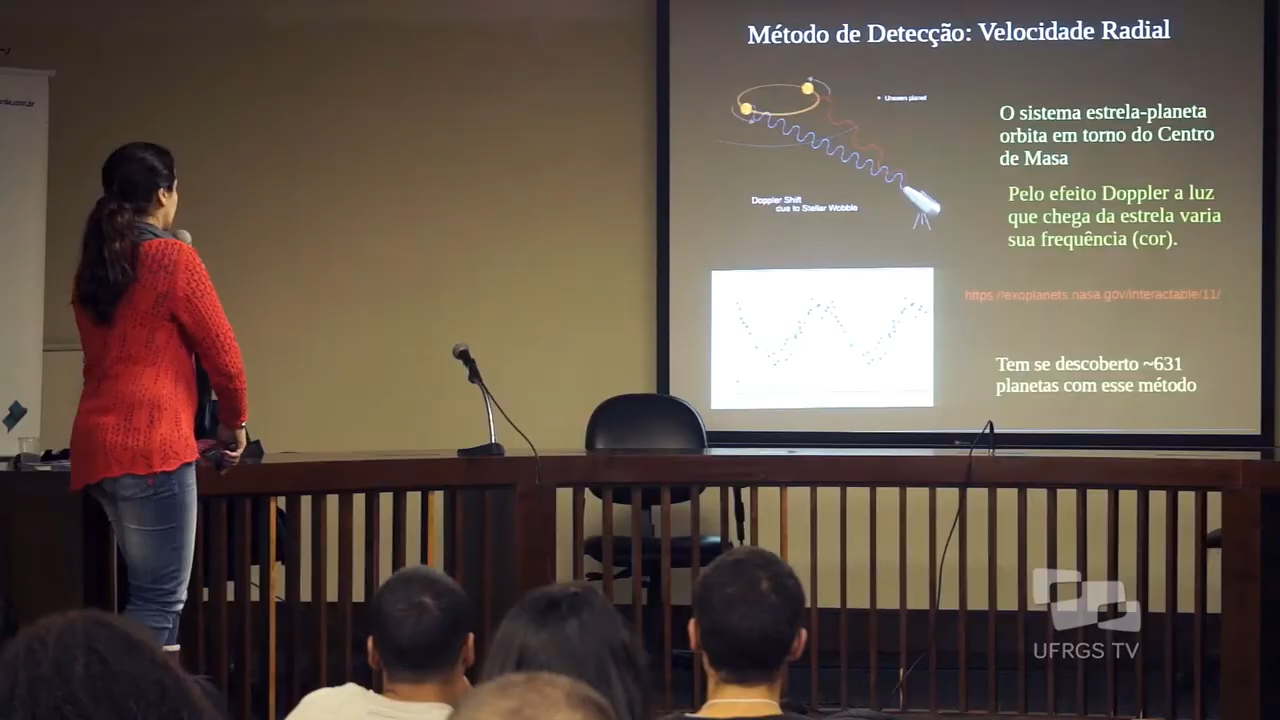 Método de Detecção: Velocidade Radial
Unseen planet
O sistema estrela-planeta
orbita em torno do Centro
de Masa
Pelo efeito Doppler a luz
que chega da estrela varia
sua frequência (cor).
Doppler Shift
due to Stellar Wobble
https://exoplanets.nasa.gov/interactable/11/
Tem se descoberto ~631
planetas com esse método
UFRGS TV